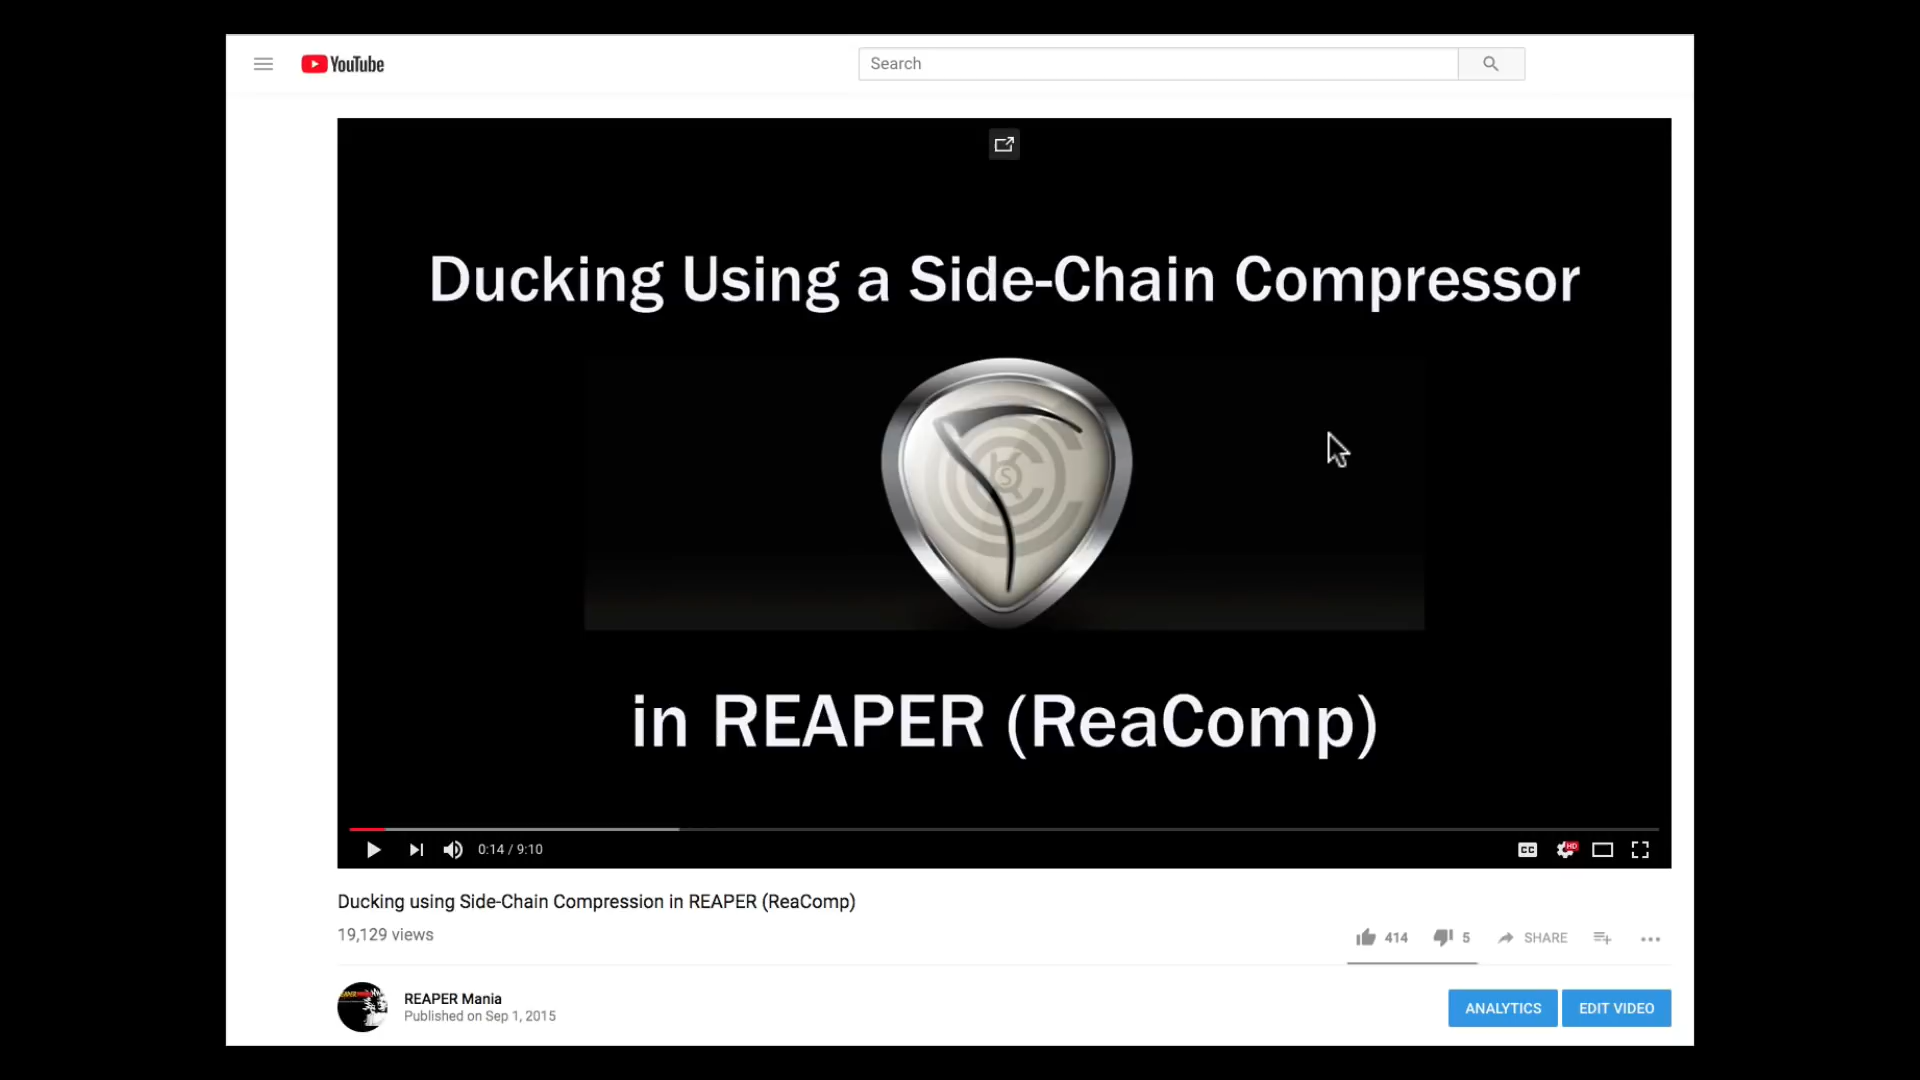 YouTube
Search
Ducking Using a Side-Chain Compressor
in REAPER (ReaComp)
0:14 / 9:10
CC
HD
Ducking using Side-Chain Compression in REAPER (ReaComp)
19,129 views
414
5
SHARE
REAPER Mania
Published on Sep 1, 2015
ANALYTICS
EDIT VIDEO